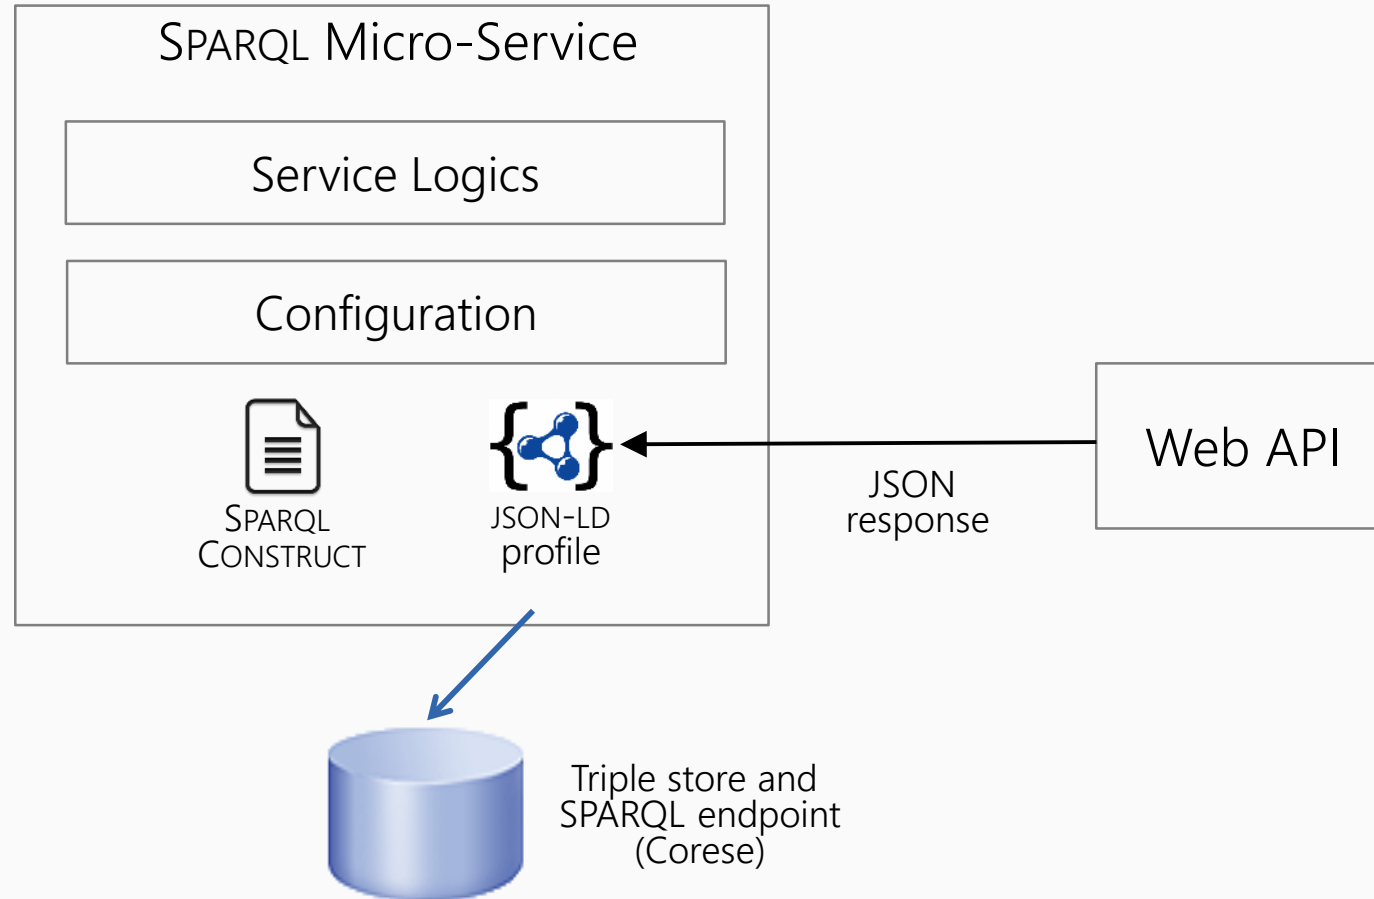 SPARQL Micro-Service
Service Logics
Configuration
SPARQL
CONSTRUCT
JSON-LD
profile
JSON
response
Web API
Triple store and
SPARQL endpoint
(Corese)